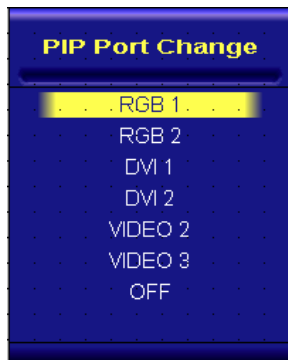 PIP Port Change
RGB 1
RGB 2
DVI 1
DVI 2
VIDEO 2
VIDEO 3
OFF